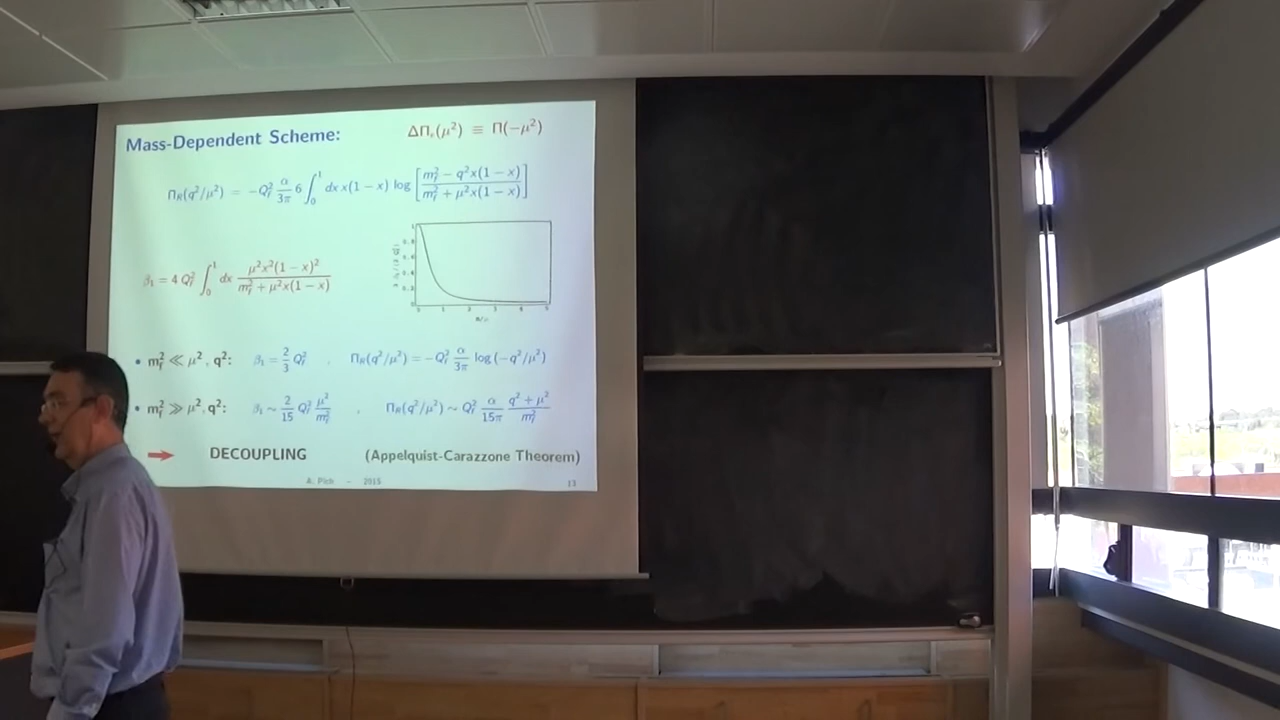 Mass-Dependent Scheme: ΔΠε(μ²) ≡ Π(−μ²)
Π_R(q²/μ²) = −Q_f² α/3π 6 ∫₀¹ dx x(1−x) log [ (m_f² − q²x(1−x)) / (m_f² + μ²x(1−x)) ]
β₁ = 4 Q_f² ∫₀¹ dx μ²x²(1−x)² / (m_f² + μ²x(1−x))
• m_f² ≪ μ², q²: β₁ = 2/3 Q_f² , Π_R(q²/μ²) = −Q_f² α/3π log(−q²/μ²)
• m_f² ≫ μ², q²: β₁ ∼ 2/15 Q_f² μ²/m_f² , Π_R(q²/μ²) ∼ Q_f² α/15π (q² + μ²)/m_f²
DECOUPLING (Appelquist-Carazzone Theorem)
A. Pich – 2015 13